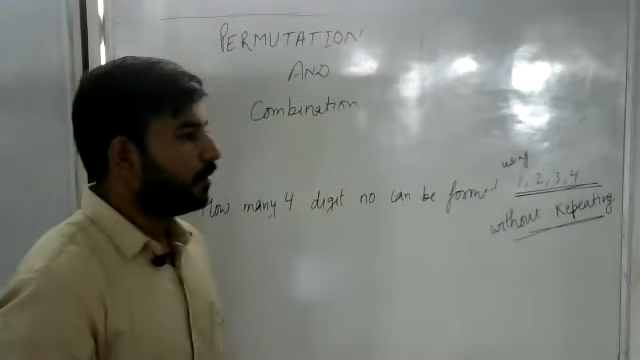 PERMUTATION
AND
Combination
How many 4 digit no can be formed
using
1, 2, 3, 4
without Repeating